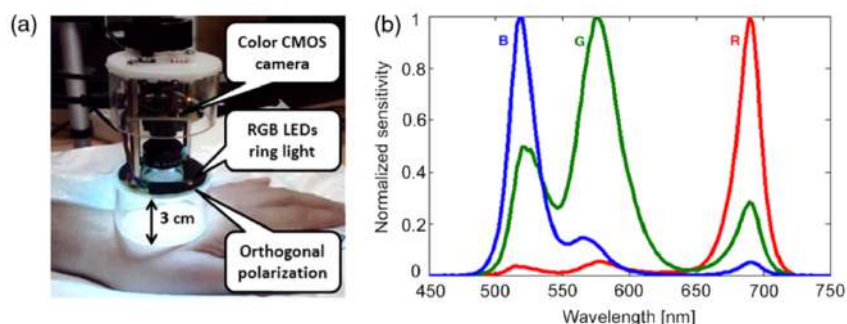 (a)
Color CMOS
camera
RGB LEDs
ring light
3 cm
Orthogonal
polarization
(b)
Normalized sensitivity
1
0.8
0.6
0.4
0.2
0
B
G
R
450
500
550
600
650
700
750
Wavelength [nm]